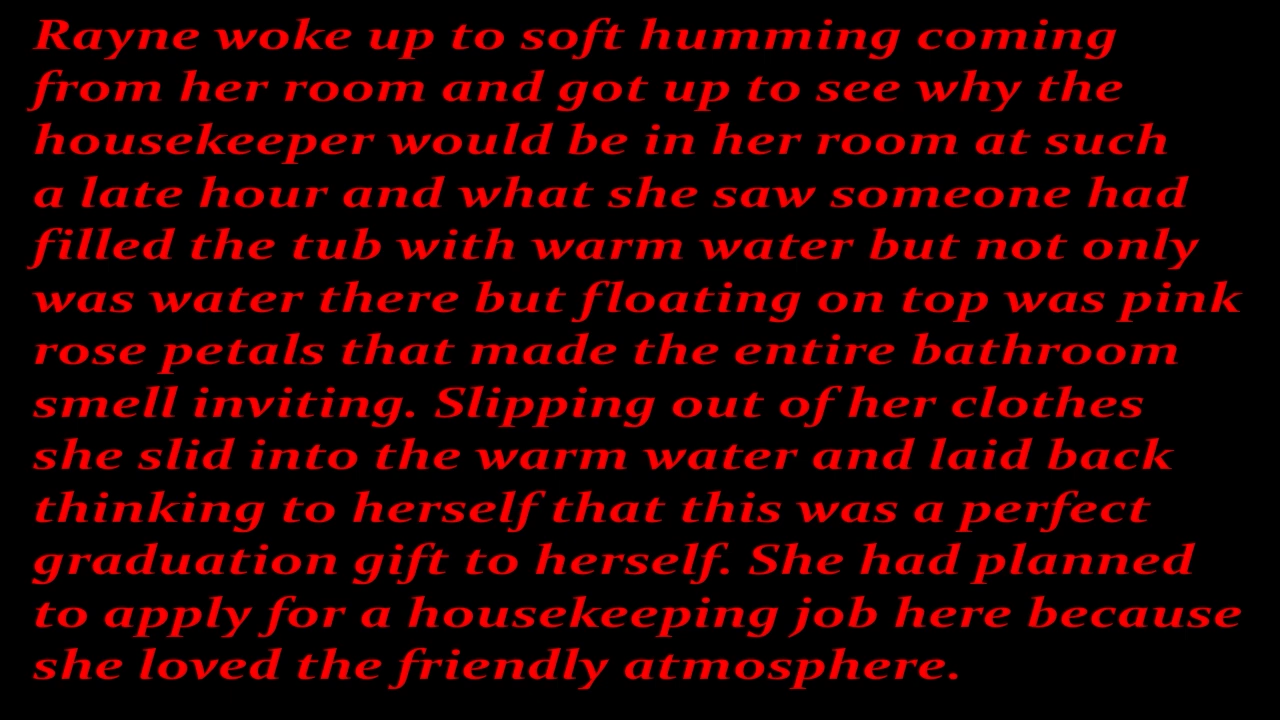 Rayne woke up to soft humming coming
from her room and got up to see why the
housekeeper would be in her room at such
a late hour and what she saw someone had
filled the tub with warm water but not only
was water there but floating on top was pink
rose petals that made the entire bathroom
smell inviting. Slipping out of her clothes
she slid into the warm water and laid back
thinking to herself that this was a perfect
graduation gift to herself. She had planned
to apply for a housekeeping job here because
she loved the friendly atmosphere.